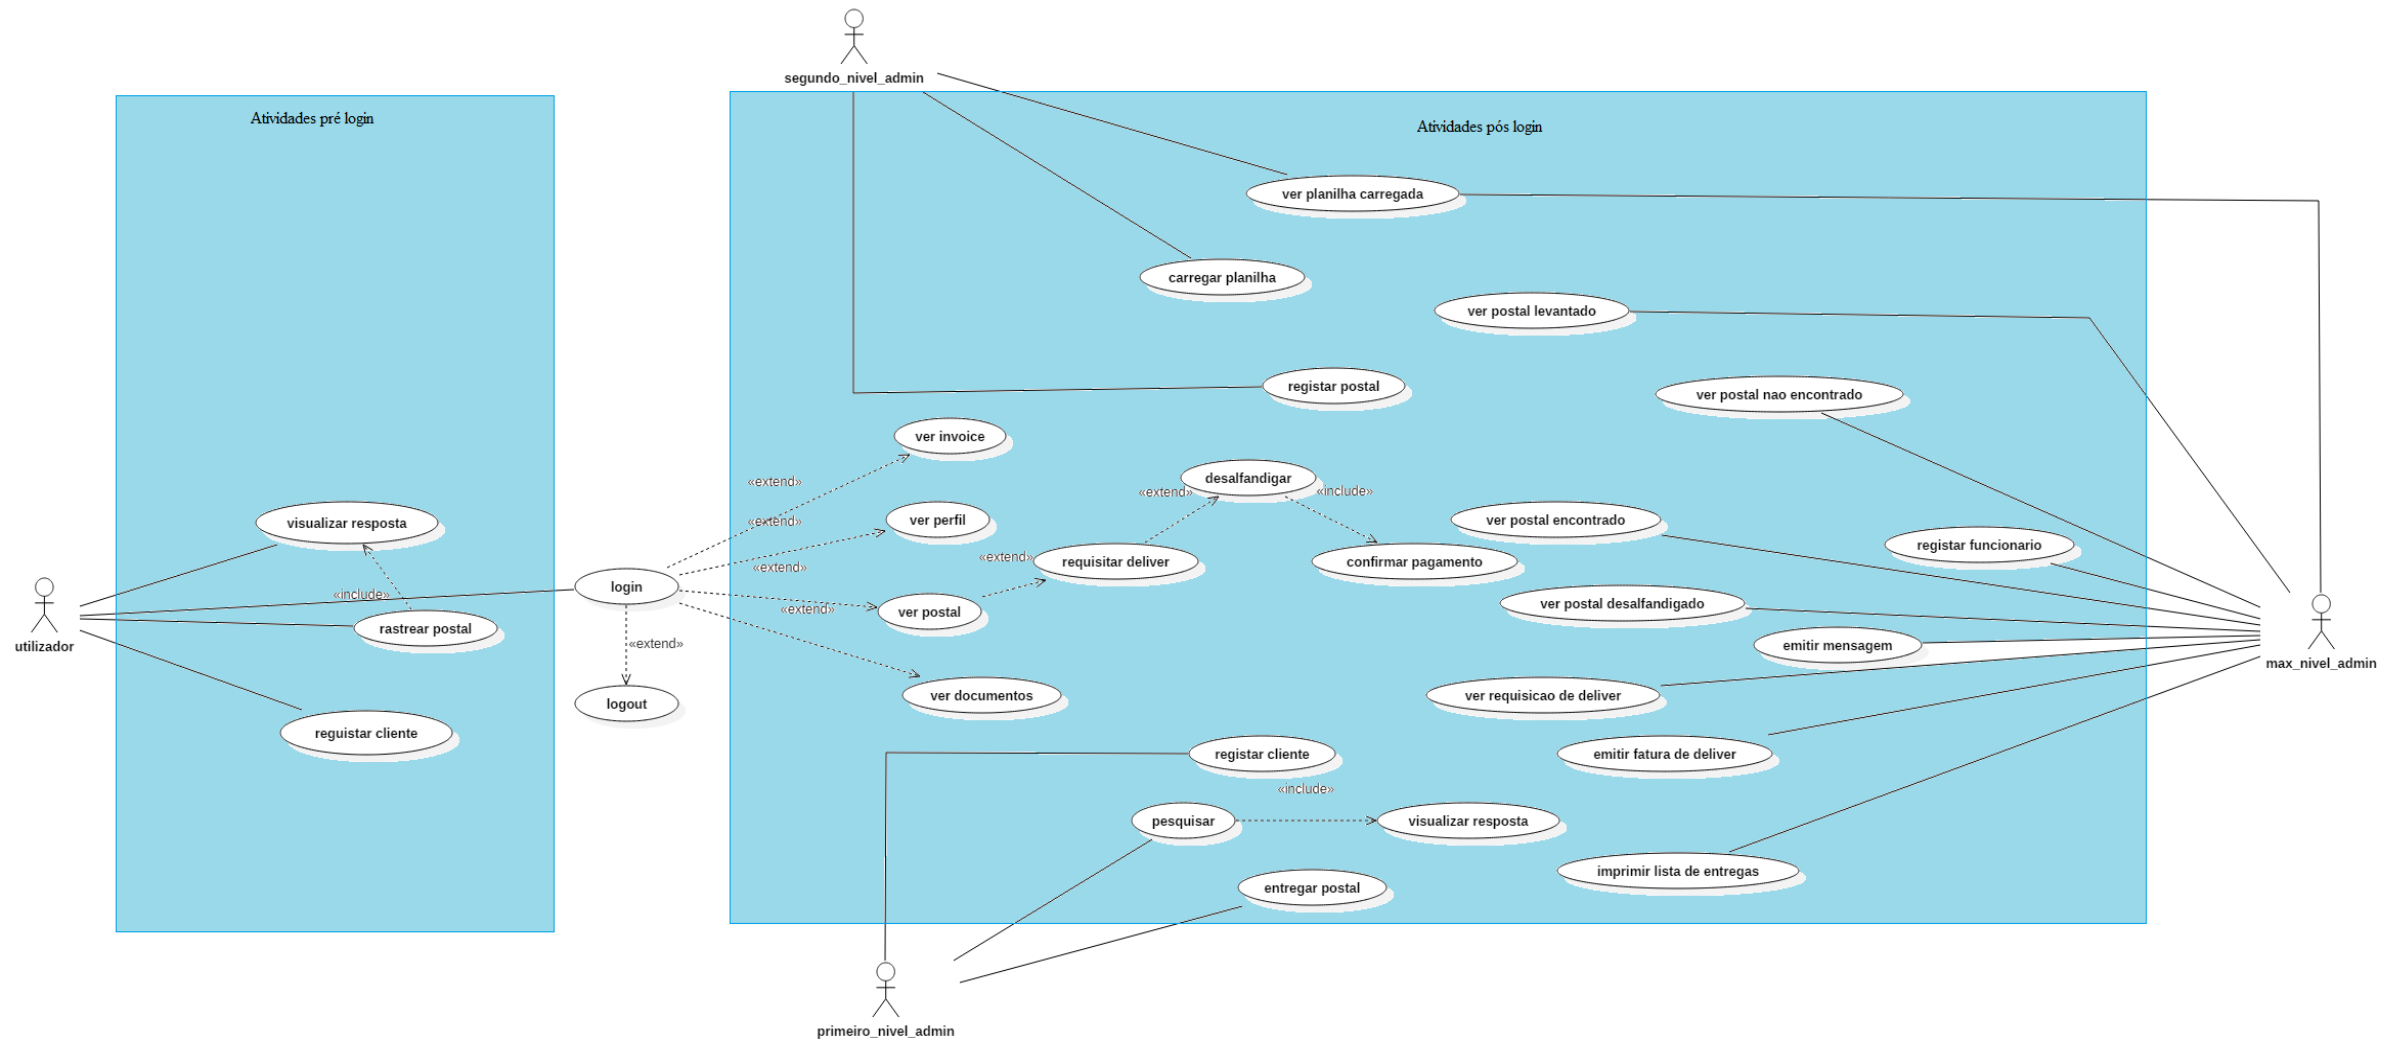 segundo_nivel_admin
Atividades pré login
Atividades pós login
ver planilha carregada
carregar planilha
ver postal levantado
registar postal
ver postal nao encontrado
ver invoice
«extend»
desalfandigar
«extend»
«include»
visualizar resposta
«extend»
ver perfil
ver postal encontrado
registar funcionario
«extend»
«extend»
requisitar deliver
confirmar pagamento
login
«include»
«extend»
ver postal
ver postal desalfandigado
rastrear postal
utilizador
«extend»
emitir mensagem
max_nivel_admin
logout
ver documentos
ver requisicao de deliver
reguistar cliente
registar cliente
emitir fatura de deliver
«include»
pesquisar
visualizar resposta
imprimir lista de entregas
entregar postal
primeiro_nivel_admin